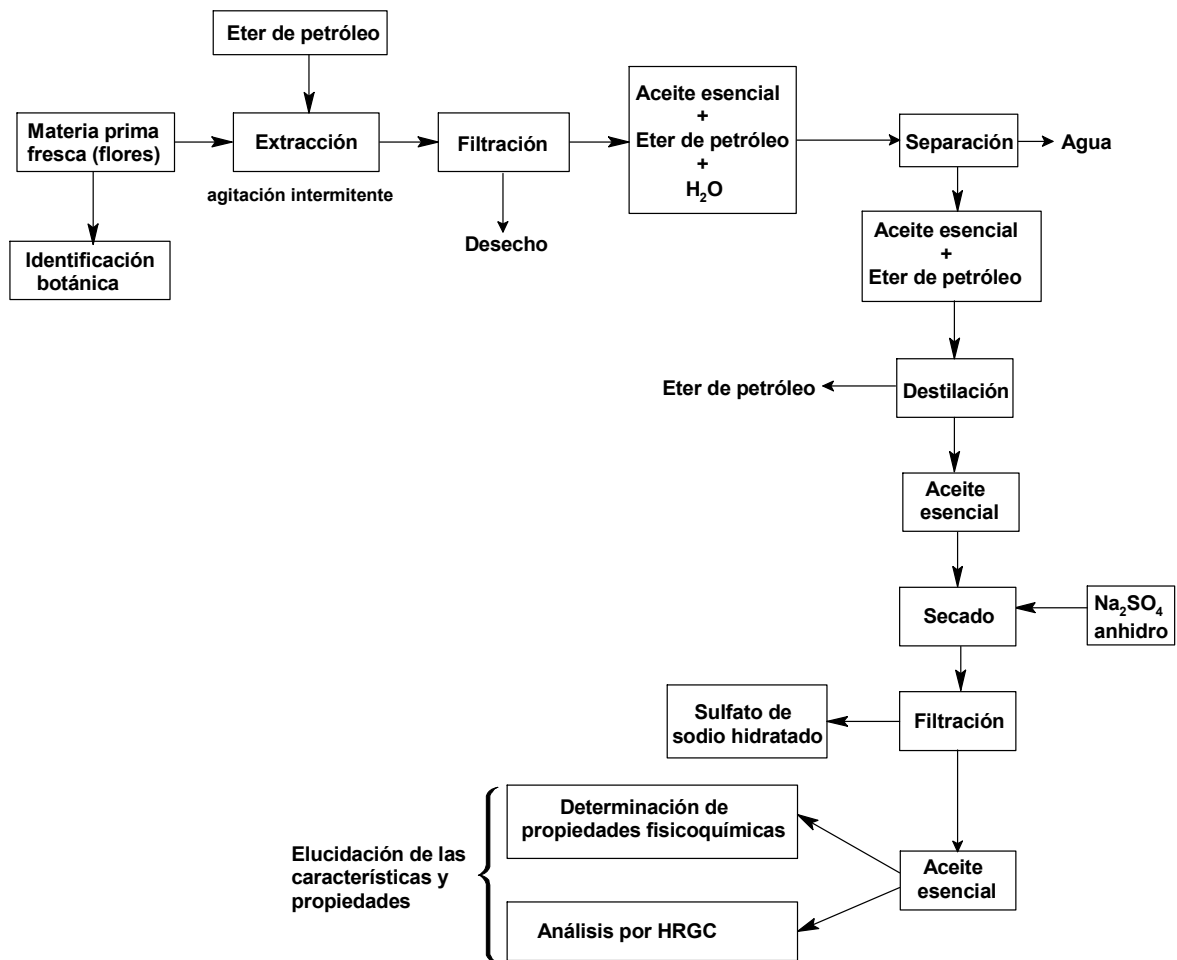 Eter de petróleo
Materia prima
fresca (flores)
Extracción
agitación intermitente
Filtración
Aceite esencial
+
Eter de petróleo
+
H₂O
Separación
Agua
Identificación
botánica
Desecho
Aceite esencial
+
Eter de petróleo
Eter de petróleo
Destilación
Aceite
esencial
Secado
Na₂SO₄
anhidro
Sulfato de
sodio hidratado
Filtración
Elucidación de las
características y
propiedades
Determinación de
propiedades fisicoquímicas
Análisis por HRGC
Aceite
esencial